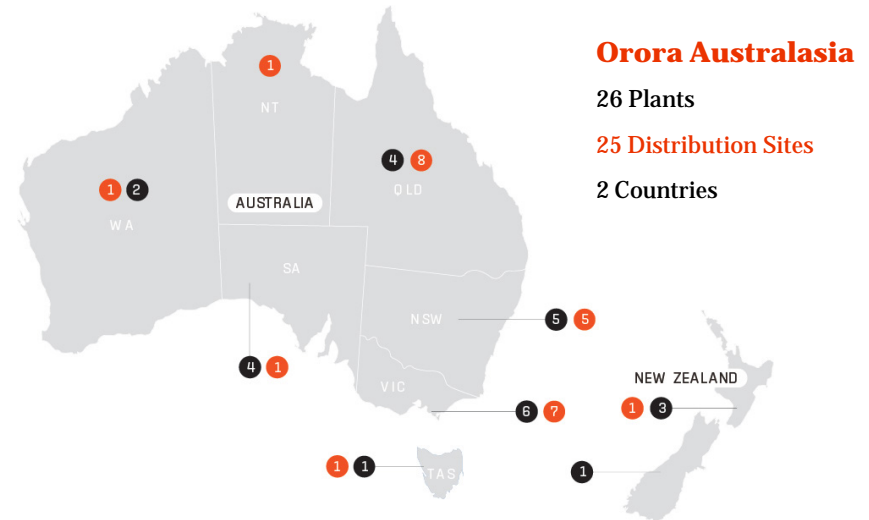 Orora Australasia
26 Plants
25 Distribution Sites
2 Countries
1
NT
4 8
QLD
1 2
WA
AUSTRALIA
SA
NSW
5 5
4 1
VIC
6 7
NEW ZEALAND
1 3
1 1
TAS
1